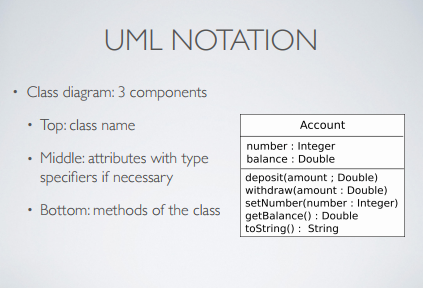 UML NOTATION
• Class diagram: 3 components
• Top: class name
• Middle: attributes with type
specifiers if necessary
• Bottom: methods of the class
Account
number : Integer
balance : Double
deposit(amount ; Double)
withdraw(amount : Double)
setNumber(number : Integer)
getBalance() : Double
toString() : String